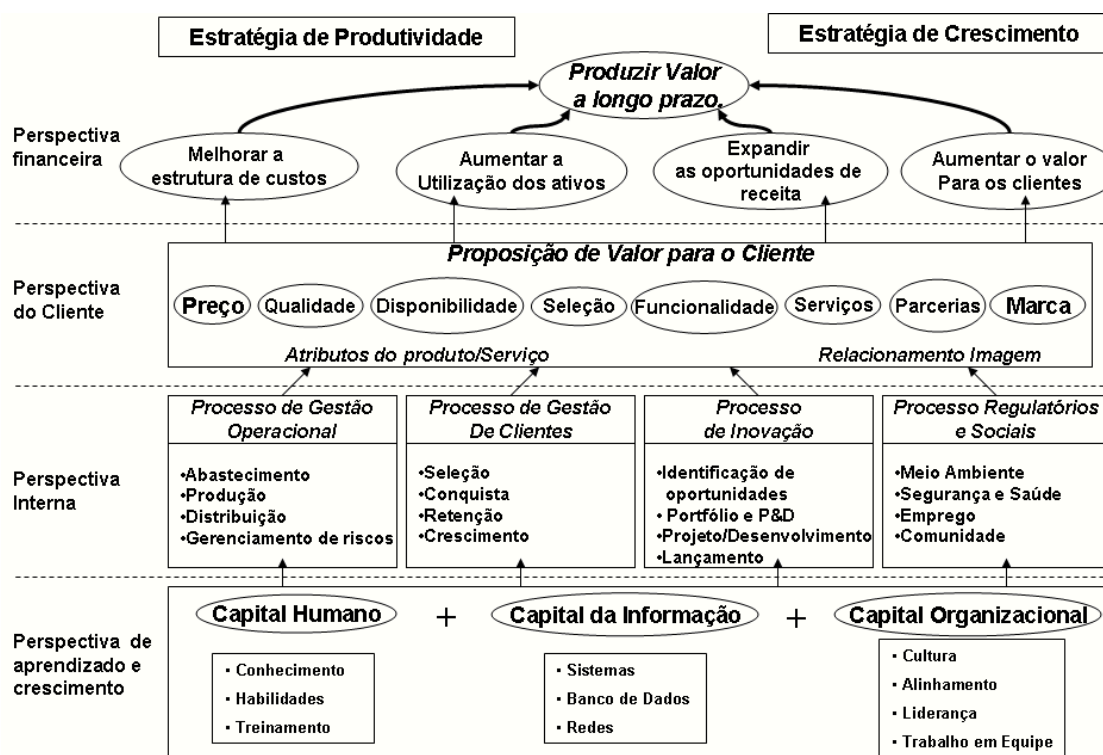 Estratégia de Produtividade
Estratégia de Crescimento
Produzir Valor
a longo prazo.
Perspectiva
financeira
Melhorar a
estrutura de custos
Aumentar a
Utilização dos ativos
Expandir
as oportunidades de
receita
Aumentar o valor
Para os clientes
Perspectiva
do Cliente
Proposição de Valor para o Cliente
Preço
Qualidade
Disponibilidade
Seleção
Funcionalidade
Serviços
Parcerias
Marca
Atributos do produto/Serviço
Relacionamento Imagem
Perspectiva
Interna
Processo de Gestão
Operacional
•Abastecimento
•Produção
•Distribuição
•Gerenciamento de riscos
Processo de Gestão
De Clientes
•Seleção
•Conquista
•Retenção
•Crescimento
Processo
de Inovação
•Identificação de
oportunidades
• Portfólio e P&D
•Projeto/Desenvolvimento
•Lançamento
Processo Regulatórios
e Sociais
•Meio Ambiente
•Segurança e Saúde
•Emprego
•Comunidade
Perspectiva de
aprendizado e
crescimento
Capital Humano
+
Capital da Informação
+
Capital Organizacional
• Conhecimento
• Habilidades
• Treinamento
• Sistemas
• Banco de Dados
• Redes
• Cultura
• Alinhamento
• Liderança
• Trabalho em Equipe